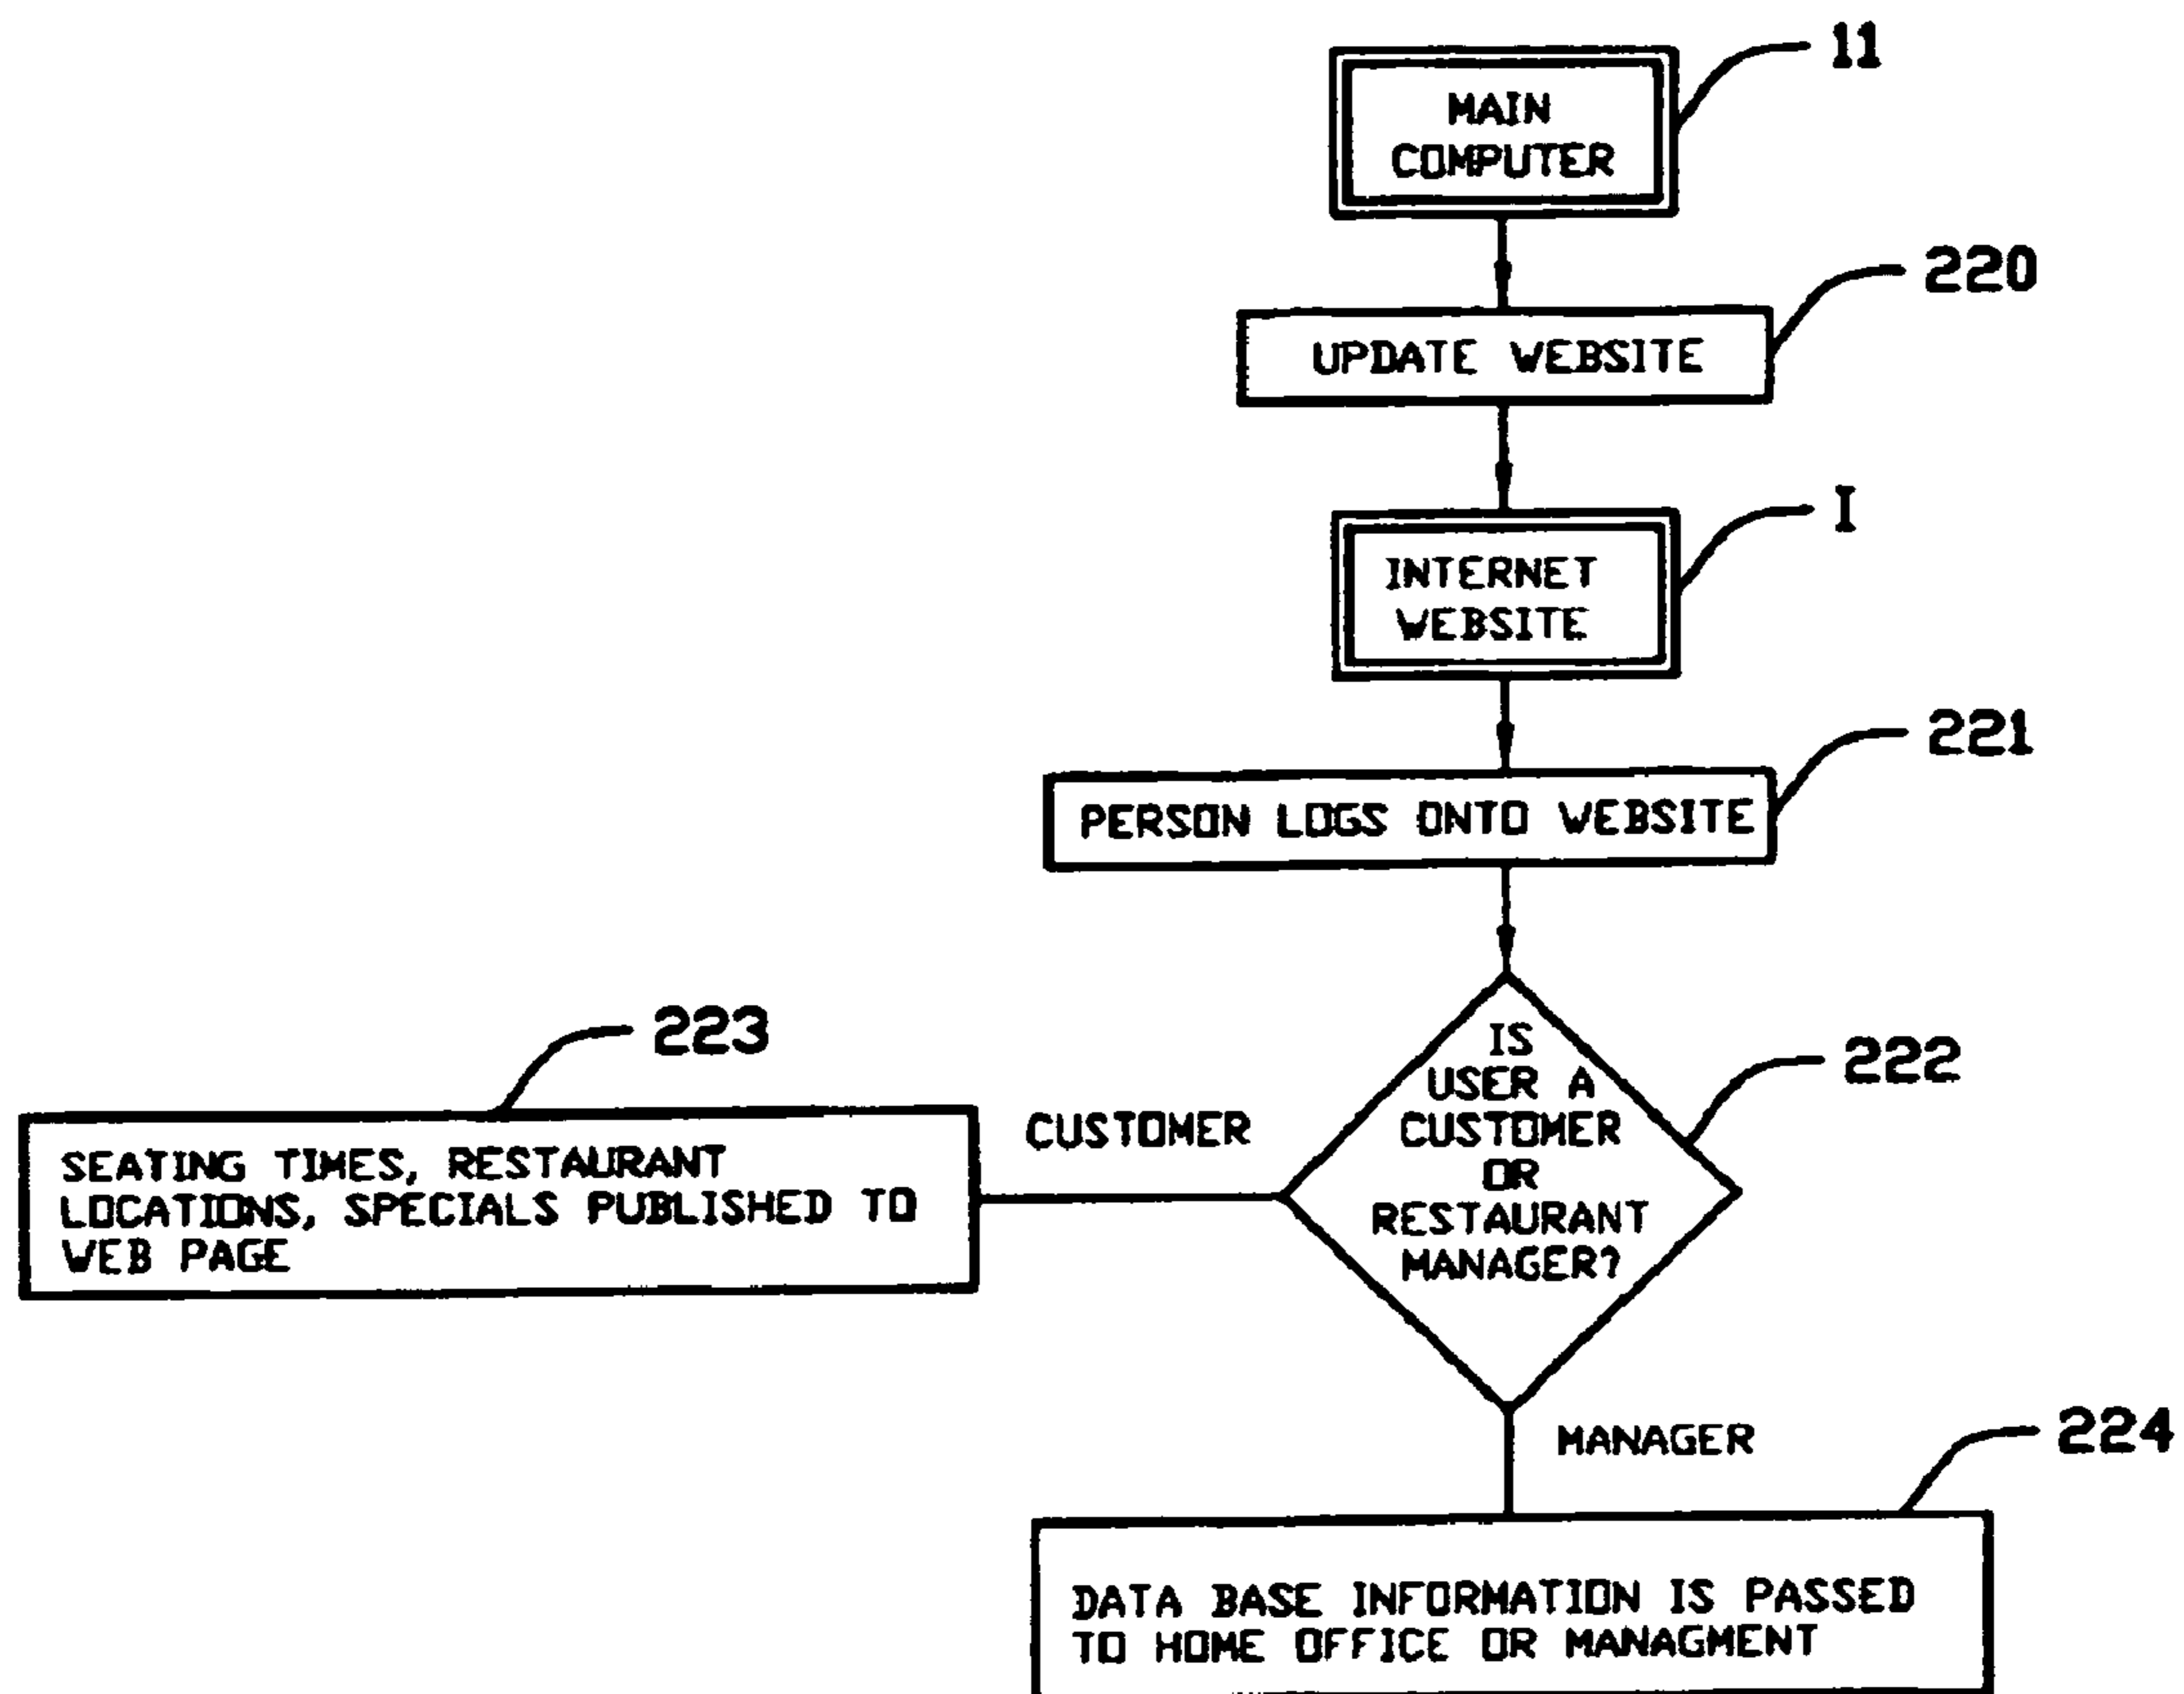 11
MAIN
COMPUTER
220
UPDATE WEBSITE
I
INTERNET
WEBSITE
221
PERSON LOGS ONTO WEBSITE
223
222
IS
USER A
CUSTOMER
OR
RESTAURANT
MANAGER?
CUSTOMER
SEATING TIMES, RESTAURANT
LOCATIONS, SPECIALS PUBLISHED TO
WEB PAGE
MANAGER
224
DATA BASE INFORMATION IS PASSED
TO HOME OFFICE OR MANAGMENT